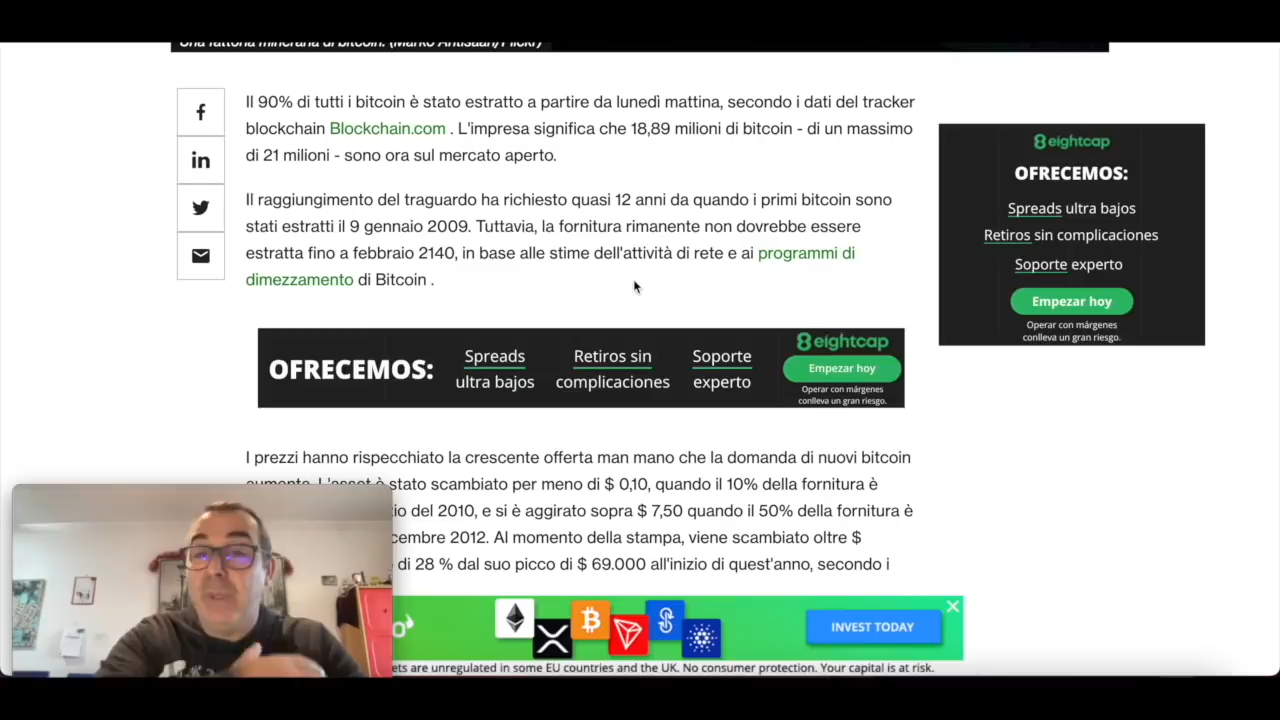 Una fattoria mineraria di bitcoin. (Marko Ahtisaari/Flickr)
Il 90% di tutti i bitcoin è stato estratto a partire da lunedì mattina, secondo i dati del tracker
blockchain Blockchain.com . L'impresa significa che 18,89 milioni di bitcoin - di un massimo
di 21 milioni - sono ora sul mercato aperto.
Il raggiungimento del traguardo ha richiesto quasi 12 anni da quando i primi bitcoin sono
stati estratti il 9 gennaio 2009. Tuttavia, la fornitura rimanente non dovrebbe essere
estratta fino a febbraio 2140, in base alle stime dell'attività di rete e ai programmi di
dimezzamento di Bitcoin .
eightcap
OFRECEMOS:
Spreads ultra bajos
Retiros sin complicaciones
Soporte experto
Empezar hoy
Operar con márgenes
conlleva un gran riesgo.
OFRECEMOS:
Spreads
ultra bajos
Retiros sin
complicaciones
Soporte
experto
eightcap
Empezar hoy
Operar con márgenes
conlleva un gran riesgo.
I prezzi hanno rispecchiato la crescente offerta man mano che la domanda di nuovi bitcoin
aumenta. L'asset è stato scambiato per meno di $ 0,10, quando il 10% della fornitura è
del 2010, e si è aggirato sopra $ 7,50 quando il 50% della fornitura è
2012. Al momento della stampa, viene scambiato oltre $
di 28 % dal suo picco di $ 69.000 all'inizio di quest'anno, secondo i
INVEST TODAY
are unregulated in some EU countries and the UK. No consumer protection. Your capital is at risk.